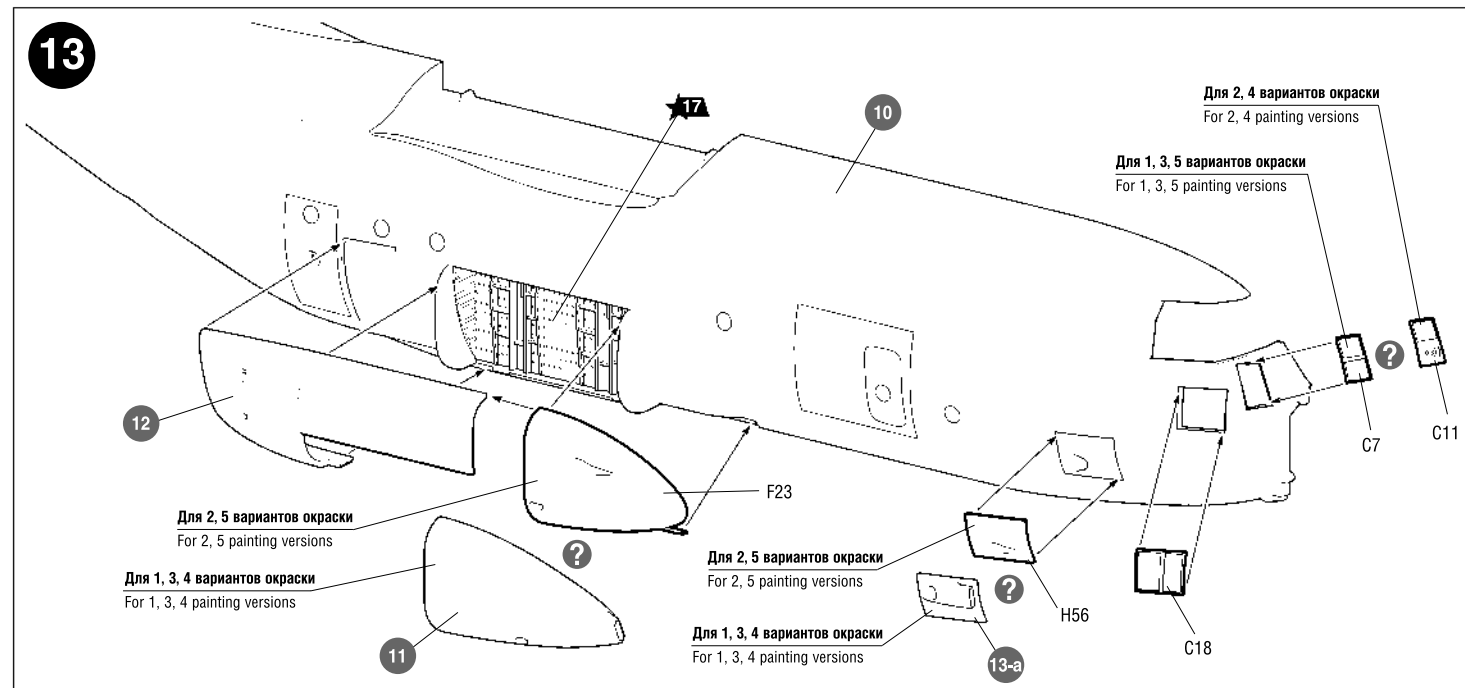 13
17
10
Для 2, 4 вариантов окраски
For 2, 4 painting versions
Для 1, 3, 5 вариантов окраски
For 1, 3, 5 painting versions
?
C7
C11
12
F23
Для 2, 5 вариантов окраски
For 2, 5 painting versions
?
Для 1, 3, 4 вариантов окраски
For 1, 3, 4 painting versions
11
Для 2, 5 вариантов окраски
For 2, 5 painting versions
?
H56
Для 1, 3, 4 вариантов окраски
For 1, 3, 4 painting versions
13-a
C18